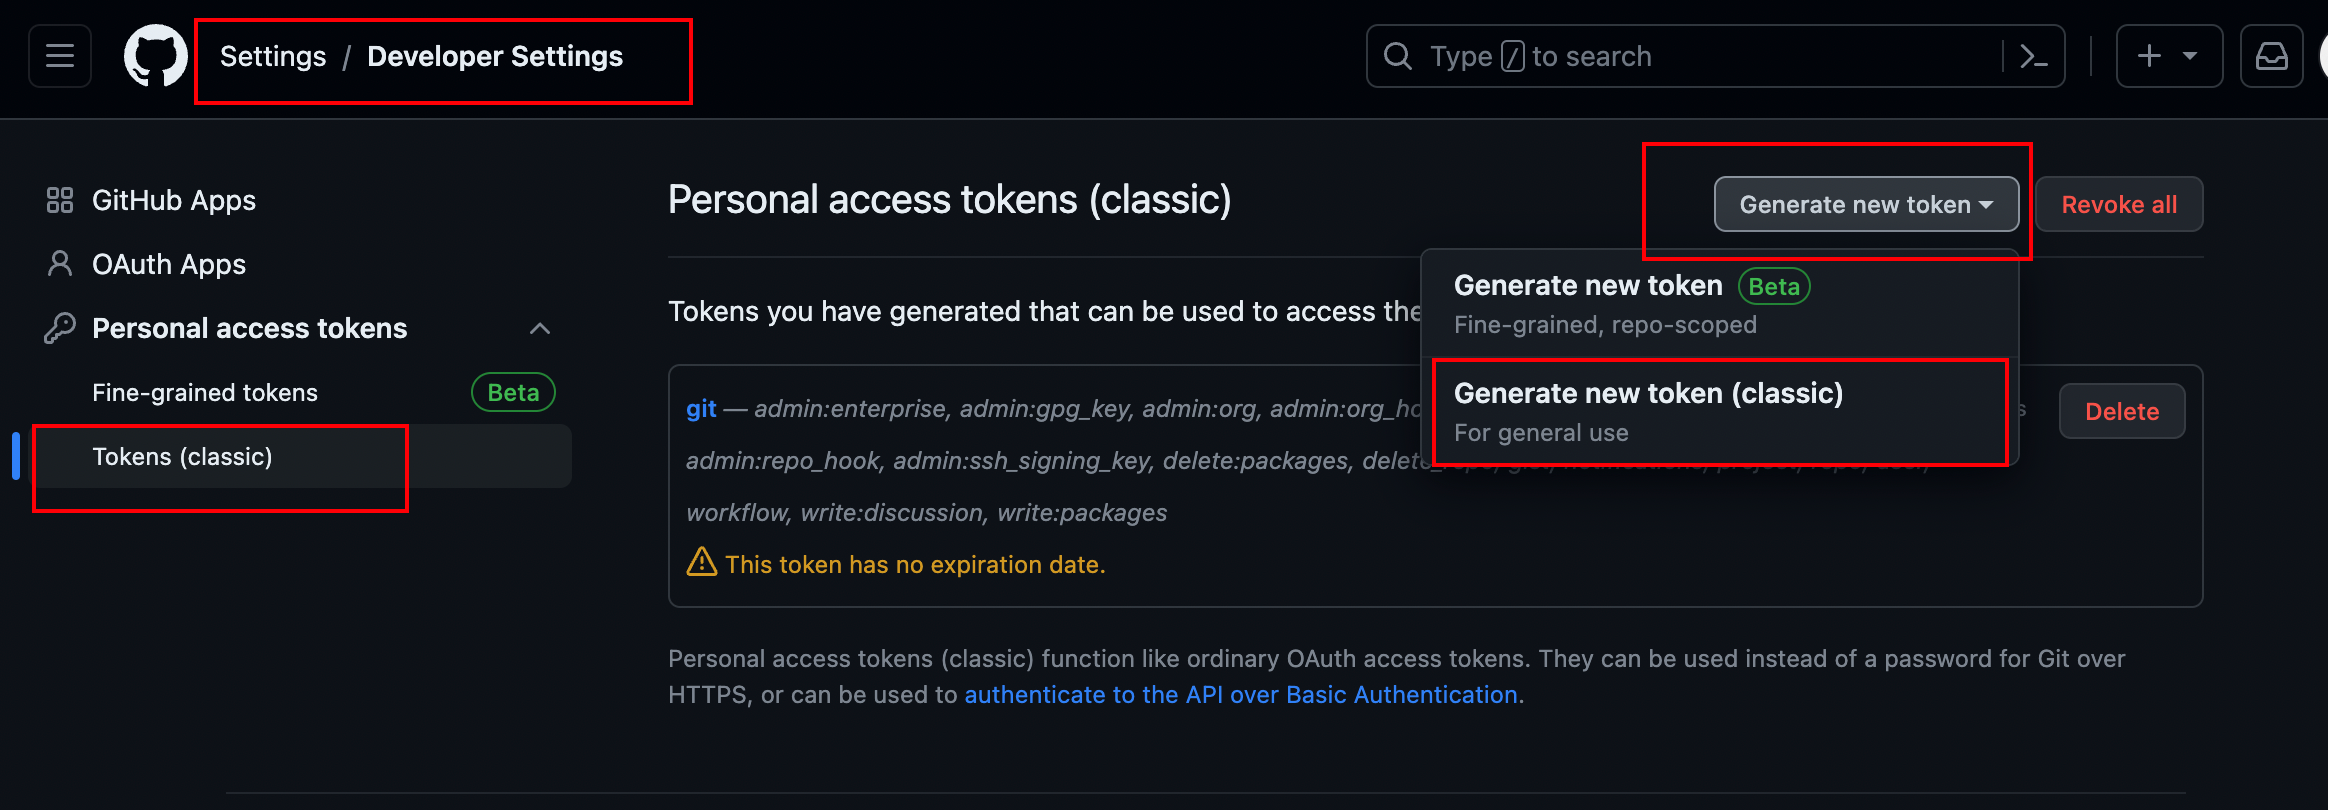 Settings / Developer Settings
Type / to search
GitHub Apps
OAuth Apps
Personal access tokens
Fine-grained tokens Beta
Tokens (classic)
Personal access tokens (classic)
Generate new token
Revoke all
Generate new token Beta
Fine-grained, repo-scoped
Generate new token (classic)
For general use
Tokens you have generated that can be used to access the
git — admin:enterprise, admin:gpg_key, admin:org,
Delete
admin:repo_hook, admin:ssh_signing_key, delete:packages,
workflow, write:discussion, write:packages
This token has no expiration date.
Personal access tokens (classic) function like ordinary OAuth access tokens. They can be used instead of a password for Git over
HTTPS, or can be used to authenticate to the API over Basic Authentication.